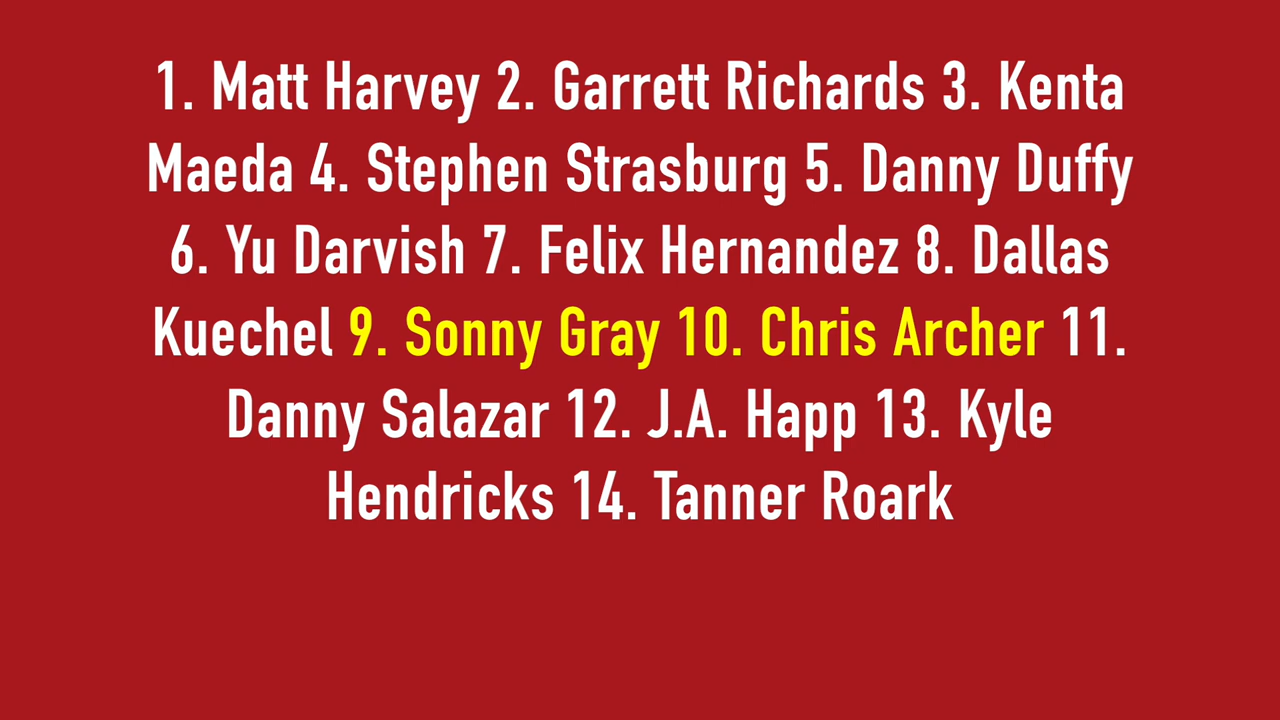 1. Matt Harvey 2. Garrett Richards 3. Kenta
Maeda 4. Stephen Strasburg 5. Danny Duffy
6. Yu Darvish 7. Felix Hernandez 8. Dallas
Kuechel 9. Sonny Gray 10. Chris Archer 11.
Danny Salazar 12. J.A. Happ 13. Kyle
Hendricks 14. Tanner Roark